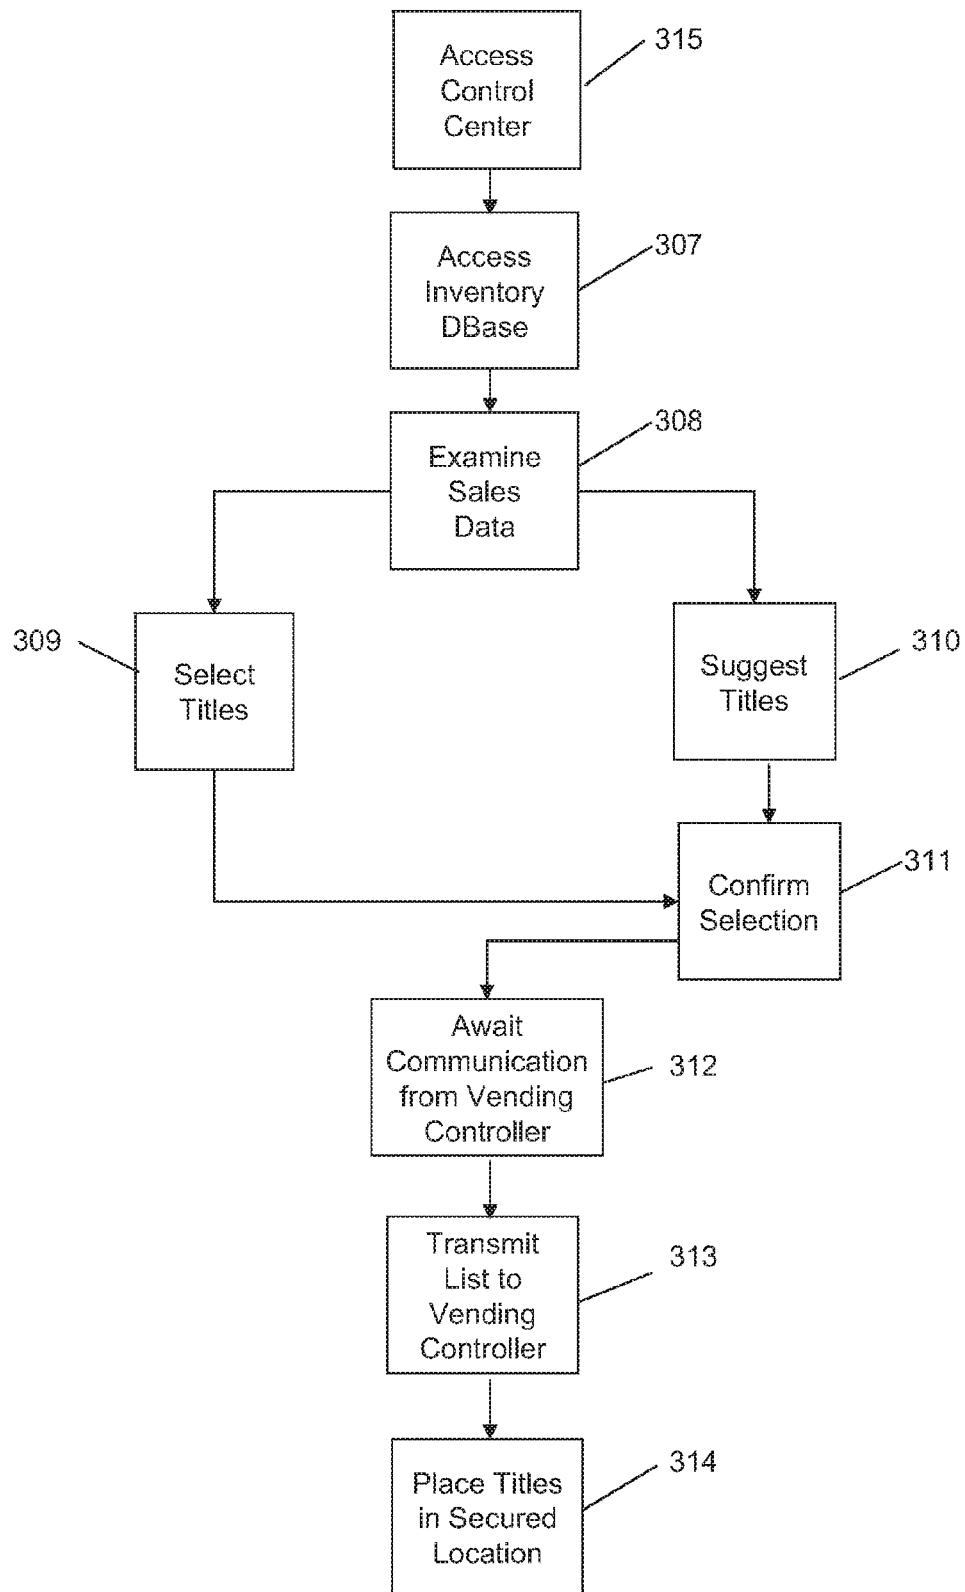 Access
Control
Center
315
Access
Inventory
DBase
307
Examine
Sales
Data
308
309
Select
Titles
Suggest
Titles
310
Confirm
Selection
311
Await
Communication
from Vending
Controller
312
Transmit
List to
Vending
Controller
313
Place Titles
in Secured
Location
314